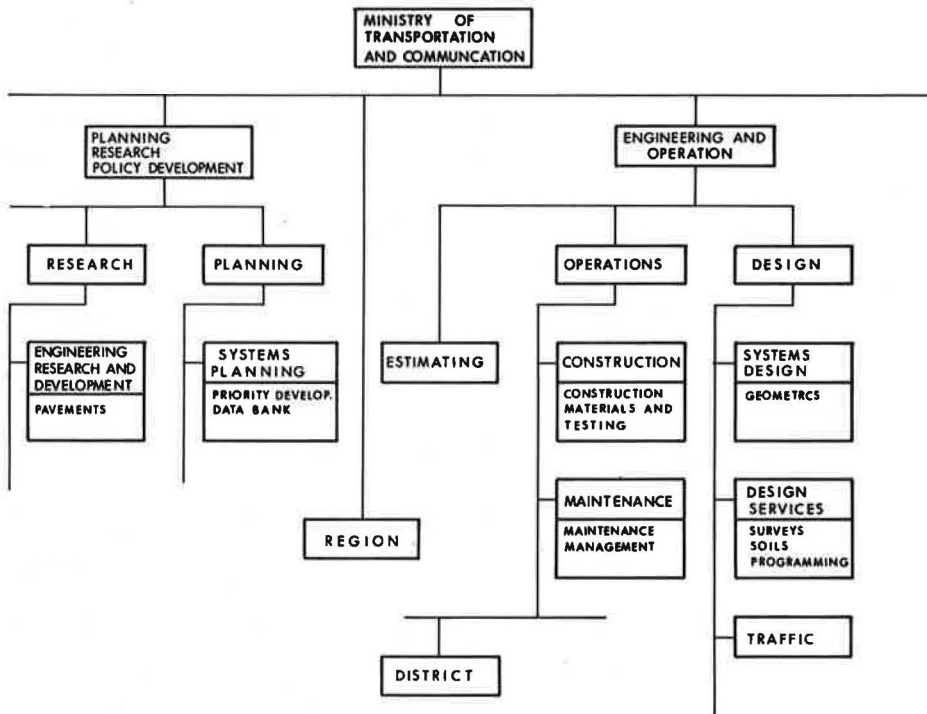 MINISTRY OF
TRANSPORTATION
AND COMMUNCATION
PLANNING
RESEARCH
POLICY DEVELOPMENT
ENGINEERING AND
OPERATION
RESEARCH
PLANNING
OPERATIONS
DESIGN
ENGINEERING
RESEARCH AND
DEVELOPMENT
PAVEMENTS
SYSTEMS
PLANNING
PRIORITY DEVELOP.
DATA BANK
ESTIMATING
CONSTRUCTION
CONSTRUCTION
MATERIALS AND
TESTING
SYSTEMS
DESIGN
GEOMETRCS
REGION
MAINTENANCE
MAINTENANCE
MANAGEMENT
DESIGN
SERVICES
SURVEYS
SOILS
PROGRAMMING
DISTRICT
TRAFFIC